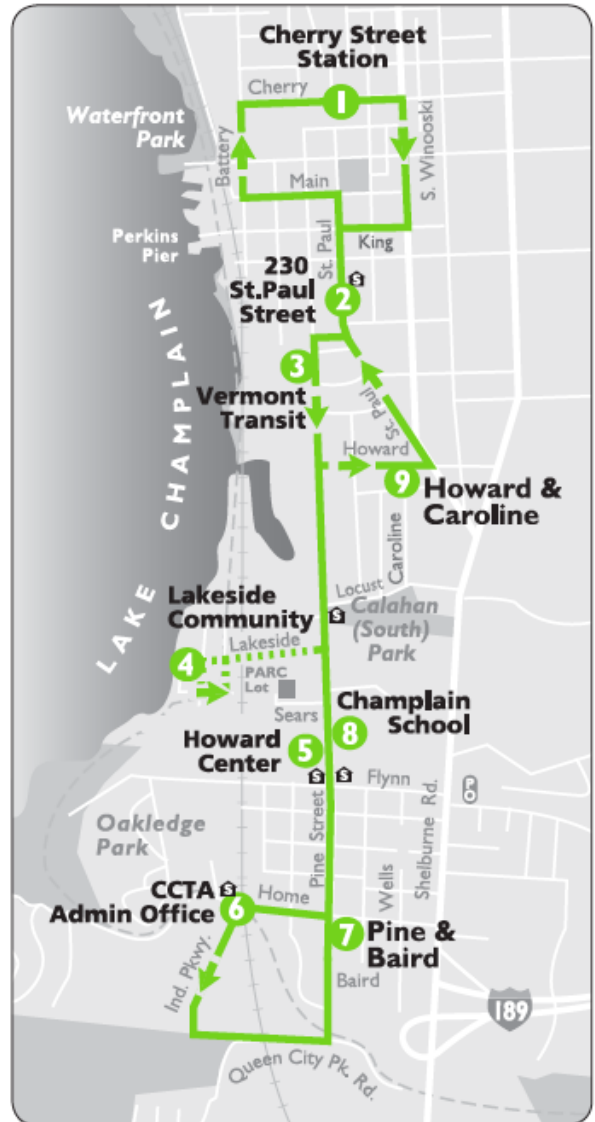 Cherry Street
Station
Cherry
1
Waterfront
Park
Battery
S. Winooski
Main
Perkins
Pier
St. Paul
King
230
St.Paul
Street
S
2
3
Vermont
Transit
St. Paul
Howard
9
Howard &
Caroline
LAKE CHAMPLAIN
Caroline
Locust
Lakeside
Community
S
Calahan
(South)
Park
Lakeside
4
PARC
Lot
Sears
Champlain
School
8
Howard
Center
5
S
S
Flynn
PO
Oakledge
Park
Pine Street
Wells
Shelburne Rd.
CCTA
Admin Office
S
6
Home
7
Pine &
Baird
Ind. Pkwy.
Baird
189
Queen City Pk. Rd.